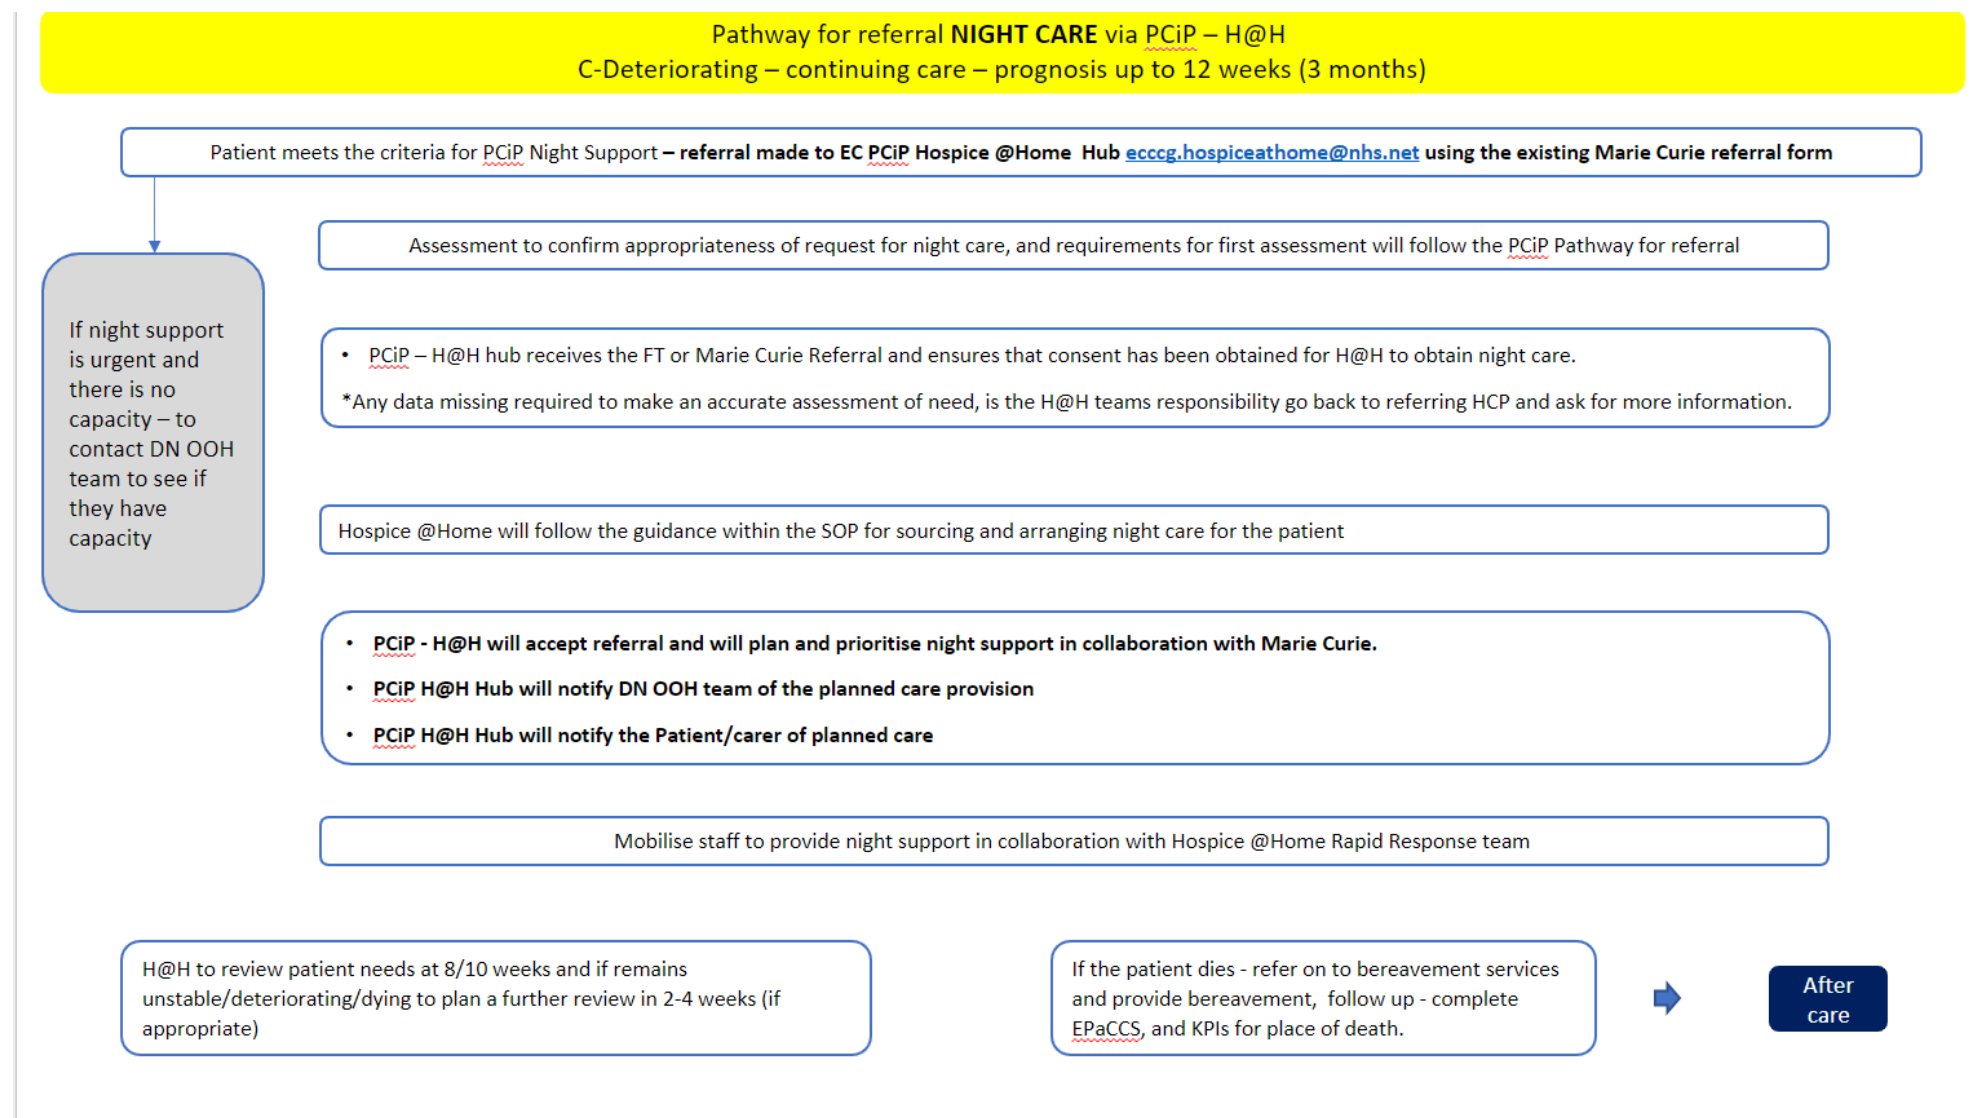 Pathway for referral NIGHT CARE via PCiP – H@H
C-Deteriorating – continuing care – prognosis up to 12 weeks (3 months)
Patient meets the criteria for PCiP Night Support – referral made to EC PCiP Hospice @Home  Hub ecccg.hospiceathome@nhs.net using the existing Marie Curie referral form
Assessment to confirm appropriateness of request for night care, and requirements for first assessment will follow the PCiP Pathway for referral
If night support
is urgent and
there is no
capacity – to
contact DN OOH
team to see if
they have
capacity
• PCiP – H@H hub receives the FT or Marie Curie Referral and ensures that consent has been obtained for H@H to obtain night care.
*Any data missing required to make an accurate assessment of need, is the H@H teams responsibility go back to referring HCP and ask for more information.
Hospice @Home will follow the guidance within the SOP for sourcing and arranging night care for the patient
• PCiP - H@H will accept referral and will plan and prioritise night support in collaboration with Marie Curie.
• PCiP H@H Hub will notify DN OOH team of the planned care provision
• PCiP H@H Hub will notify the Patient/carer of planned care
Mobilise staff to provide night support in collaboration with Hospice @Home Rapid Response team
H@H to review patient needs at 8/10 weeks and if remains
unstable/deteriorating/dying to plan a further review in 2-4 weeks (if
appropriate)
If the patient dies - refer on to bereavement services
and provide bereavement,  follow up - complete
EPaCCS, and KPIs for place of death.
After
care